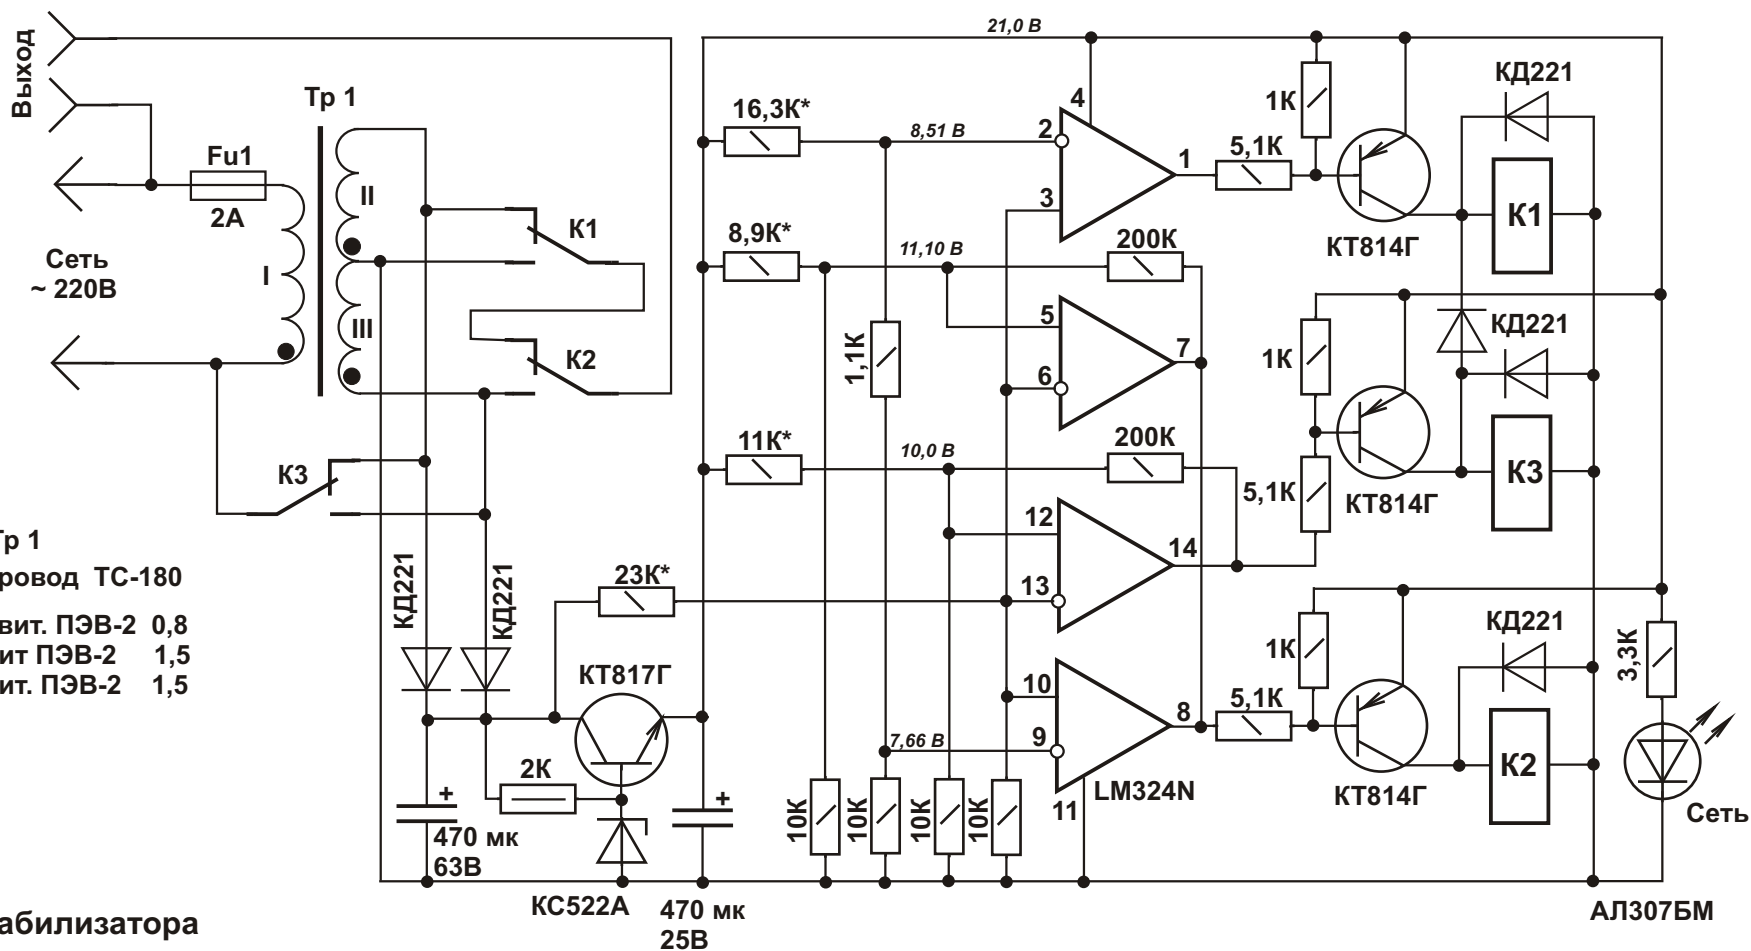 Выход
Тр 1
Fu1
2А
Сеть
~ 220В
I
II
III
К1
К2
К3
Тр 1
ровод ТС-180
вит. ПЭВ-2 0,8
ит ПЭВ-2 1,5
ит. ПЭВ-2 1,5
абилизатора
КД221
КД221
23К*
КТ817Г
2К
+
470 мк
63В
КС522А
+
470 мк
25В
21,0 В
16,3К*
8,51 В
8,9К*
11,10 В
200К
1,1К
11К*
10,0 В
200К
7,66 В
10К
10К
10К
10К
4
2
3
1
5
6
7
12
13
14
10
9
8
11
LM324N
5,1К
1К
КТ814Г
КД221
К1
1К
5,1К
КТ814Г
КД221
К3
5,1К
1К
КТ814Г
КД221
К2
3,3К
Сеть
АЛ307БМ